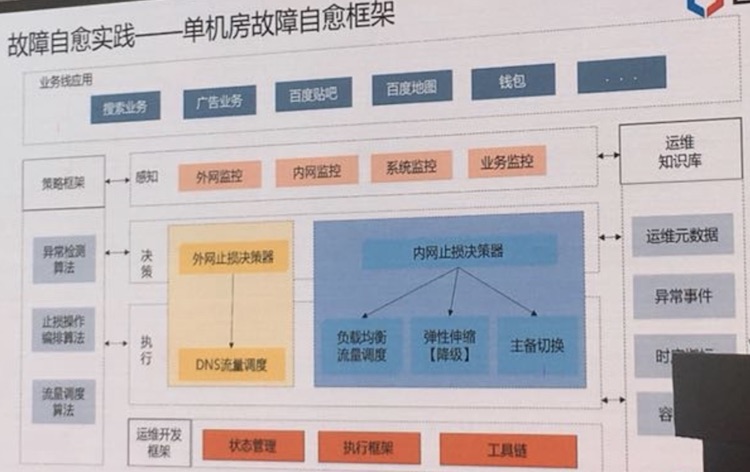 故障自愈实践——单机房故障自愈框架
业务线应用
搜索业务
广告业务
百度贴吧
百度地图
钱包
...
策略框架
感知
外网监控
内网监控
系统监控
业务监控
运维
知识库
异常检测
算法
止损操作
编排算法
流量调度
算法
决
策
外网止损决策器
内网止损决策器
执
行
DNS流量调度
负载均衡
流量调度
弹性伸缩
【降级】
主备切换
运维元数据
异常事件
运维开发
框架
状态管理
执行框架
工具链